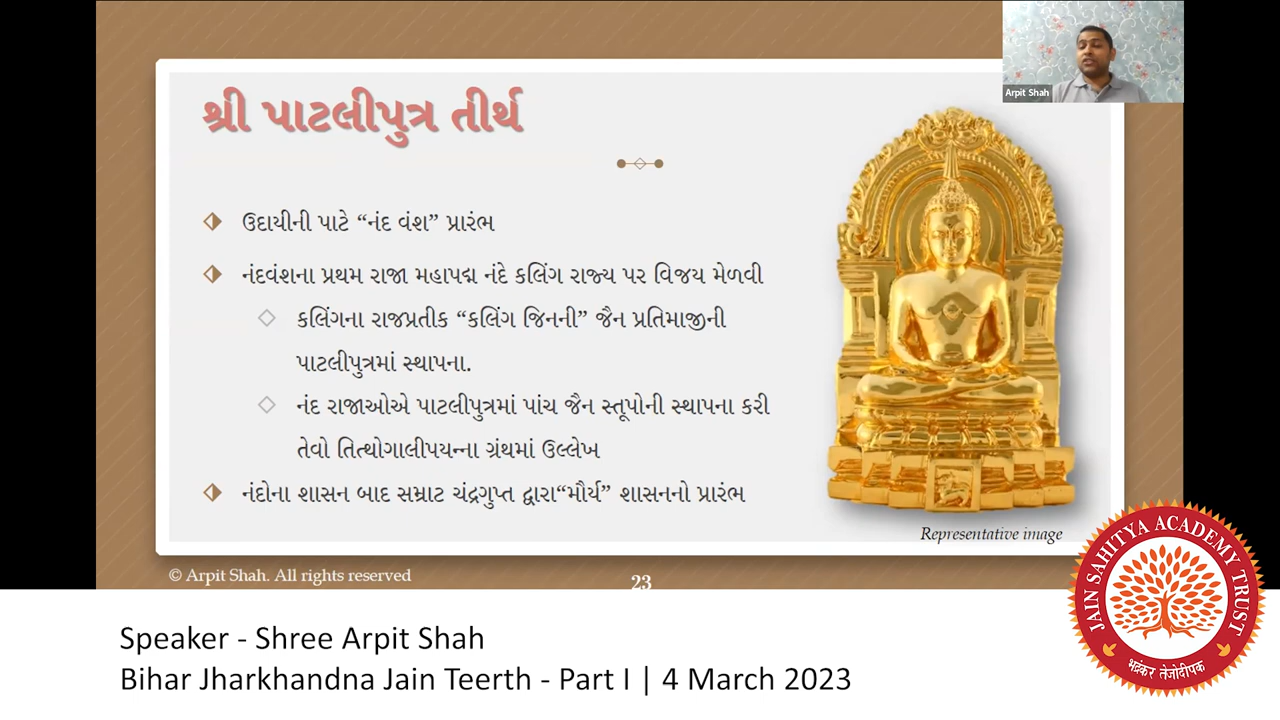 શ્રી પાટલીપુત્ર તીર્થ
Arpit Shah
ઉદાયીની પાટે “નંદ વંશ” પ્રારંભ
નંદવંશના પ્રથમ રાજા મહાપદ્મ નંદે કલિંગ રાજ્ય પર વિજય મેળવી
કલિંગના રાજપ્રતીક “કલિંગ જિનની” જૈન પ્રતિમાજીની
પાટલીપુત્રમાં સ્થાપના.
નંદ રાજાઓએ પાટલીપુત્રમાં પાંચ જૈન સ્તૂપોની સ્થાપના કરી
તેવો તિત્થોગાલીપયન્ના ગ્રંથમાં ઉલ્લેખ
નંદોના શાસન બાદ સમ્રાટ ચંદ્રગુપ્ત દ્વારા“મૌર્ય” શાસનનો પ્રારંભ
Representative image
© Arpit Shah. All rights reserved
23
JAIN SAHITYA ACADEMY TRUST
भद्रंकर तेजोदीपक
Speaker - Shree Arpit Shah
Bihar Jharkhandna Jain Teerth - Part I | 4 March 2023